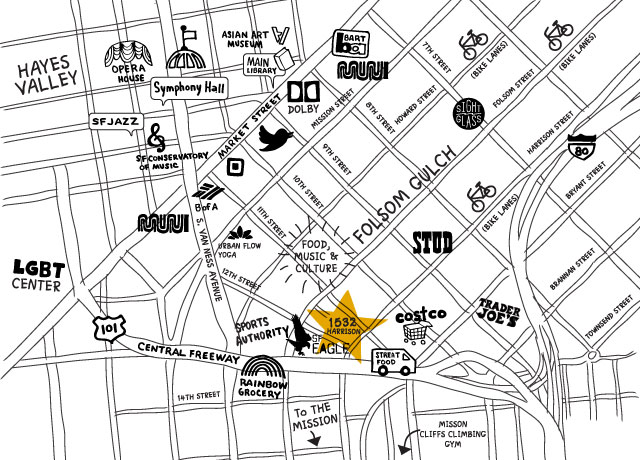 HAYES
VALLEY
OPERA
HOUSE
Symphony Hall
ASIAN ART
MUSEUM
MAIN
LIBRARY
BART
MUNI
DOLBY
7TH STREET
(BIKE LANES)
(BIKE LANES)
FOLSOM STREET
SIGHT
GLASS
HARRISON STREET
80
SFJAZZ
SF CONSERVATORY
OF MUSIC
MARKET STREET
MISSION STREET
8TH STREET
HOWARD STREET
9TH STREET
10TH STREET
11TH STREET
12TH STREET
FOLSOM GULCH
BRYANT STREET
(BIKE LANES)
BRANNAN STREET
TOWNSEND STREET
BofA
MUNI
S. VAN NESS AVENUE
URBAN FLOW
YOGA
FOOD,
MUSIC &
CULTURE
STUD
LGBT
CENTER
101
CENTRAL FREEWAY
SPORTS
AUTHORITY
SF
EAGLE
1532
HARRISON
COSTCO
TRADER
JOE'S
STREET
FOOD
RAINBOW
GROCERY
14TH STREET
TO THE
MISSION
MISSON
CLIFFS CLIMBING
GYM